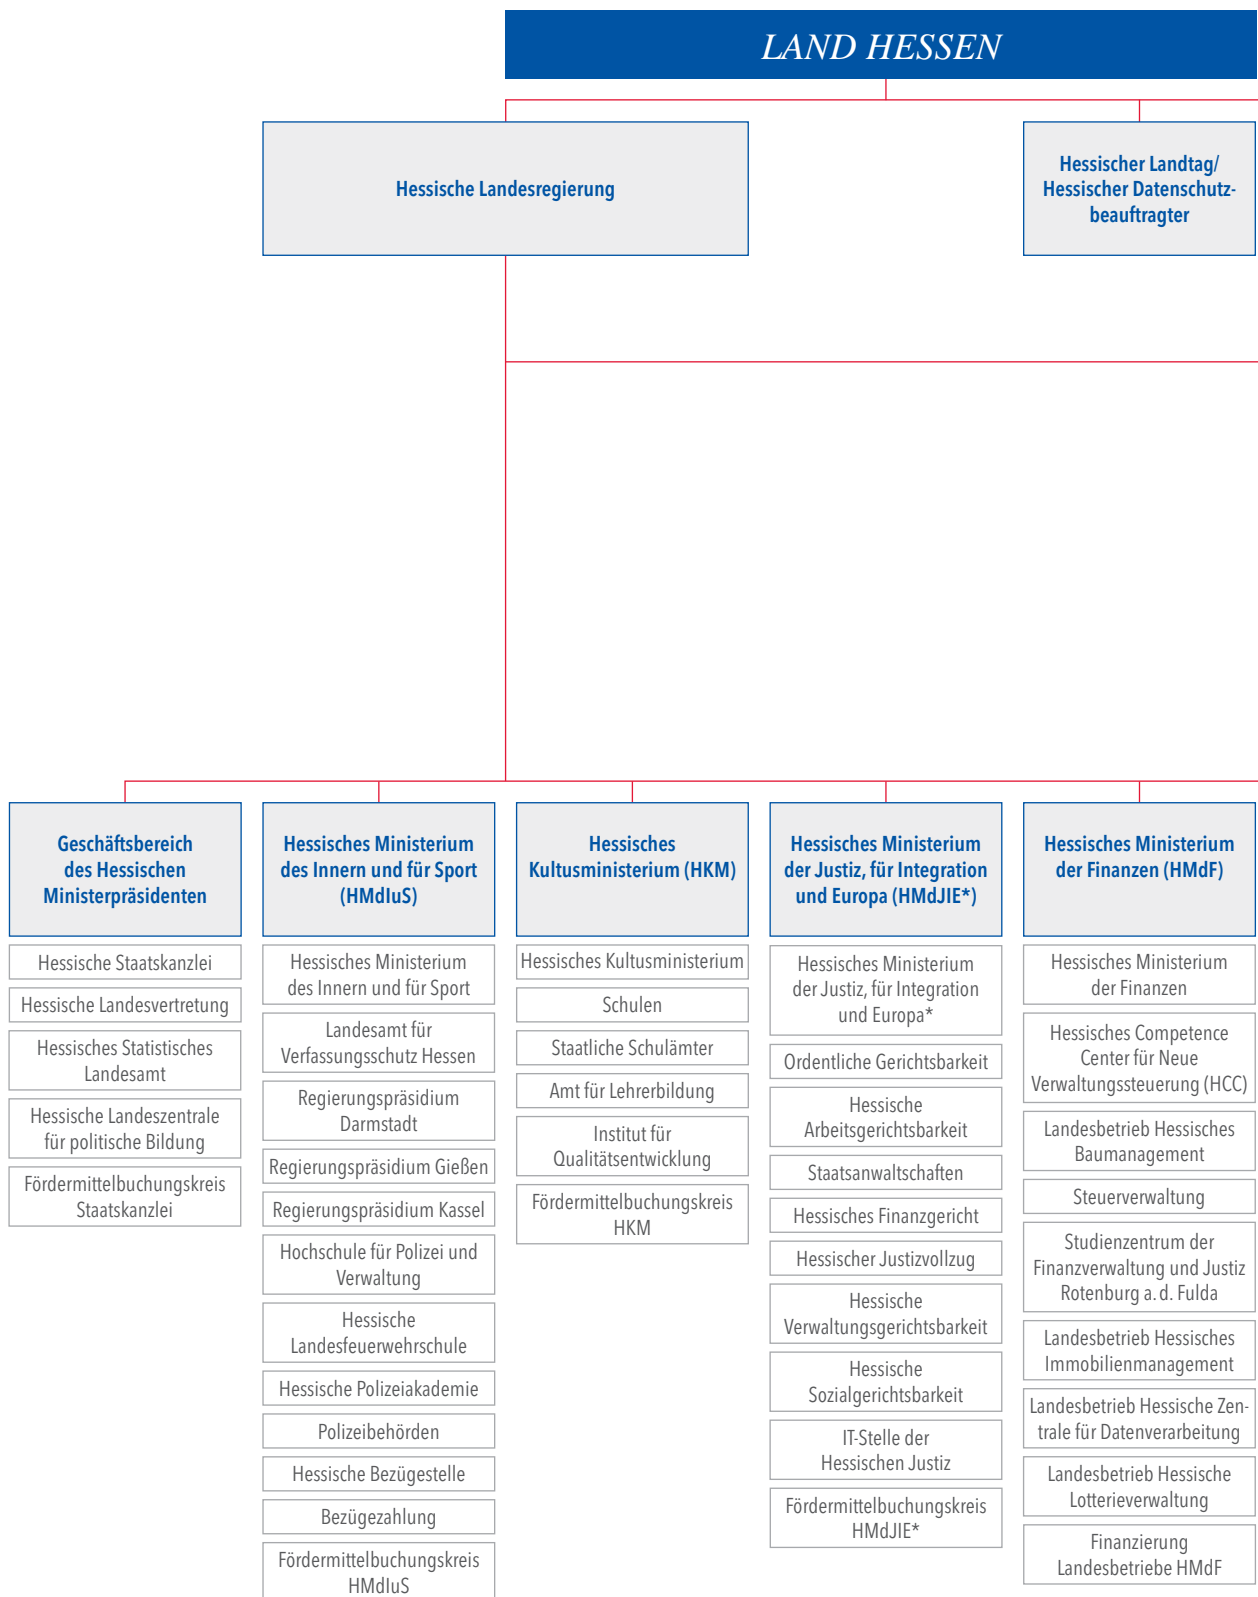 LAND HESSEN
Hessische Landesregierung
Hessischer Landtag/
Hessischer Datenschutz-
beauftragter
Geschäftsbereich
des Hessischen
Ministerpräsidenten
Hessische Staatskanzlei
Hessische Landesvertretung
Hessisches Statistisches
Landesamt
Hessische Landeszentrale
für politische Bildung
Fördermittelbuchungskreis
Staatskanzlei
Hessisches Ministerium
des Innern und für Sport
(HMdIuS)
Hessisches Ministerium
des Innern und für Sport
Landesamt für
Verfassungsschutz Hessen
Regierungspräsidium
Darmstadt
Regierungspräsidium Gießen
Regierungspräsidium Kassel
Hochschule für Polizei und
Verwaltung
Hessische
Landesfeuerwehrschule
Hessische Polizeiakademie
Polizeibehörden
Hessische Bezügestelle
Bezügezahlung
Fördermittelbuchungskreis
HMdIuS
Hessisches
Kultusministerium (HKM)
Hessisches Kultusministerium
Schulen
Staatliche Schulämter
Amt für Lehrerbildung
Institut für
Qualitätsentwicklung
Fördermittelbuchungskreis
HKM
Hessisches Ministerium
der Justiz, für Integration
und Europa (HMdJIE*)
Hessisches Ministerium
der Justiz, für Integration
und Europa*
Ordentliche Gerichtsbarkeit
Hessische
Arbeitsgerichtsbarkeit
Staatsanwaltschaften
Hessisches Finanzgericht
Hessischer Justizvollzug
Hessische
Verwaltungsgerichtsbarkeit
Hessische
Sozialgerichtsbarkeit
IT-Stelle der
Hessischen Justiz
Fördermittelbuchungskreis
HMdJIE*
Hessisches Ministerium
der Finanzen (HMdF)
Hessisches Ministerium
der Finanzen
Hessisches Competence
Center für Neue
Verwaltungssteuerung (HCC)
Landesbetrieb Hessisches
Baumanagement
Steuerverwaltung
Studienzentrum der
Finanzverwaltung und Justiz
Rotenburg a. d. Fulda
Landesbetrieb Hessisches
Immobilienmanagement
Landesbetrieb Hessische Zen-
trale für Datenverarbeitung
Landesbetrieb Hessische
Lotterieverwaltung
Finanzierung
Landesbetriebe HMdF